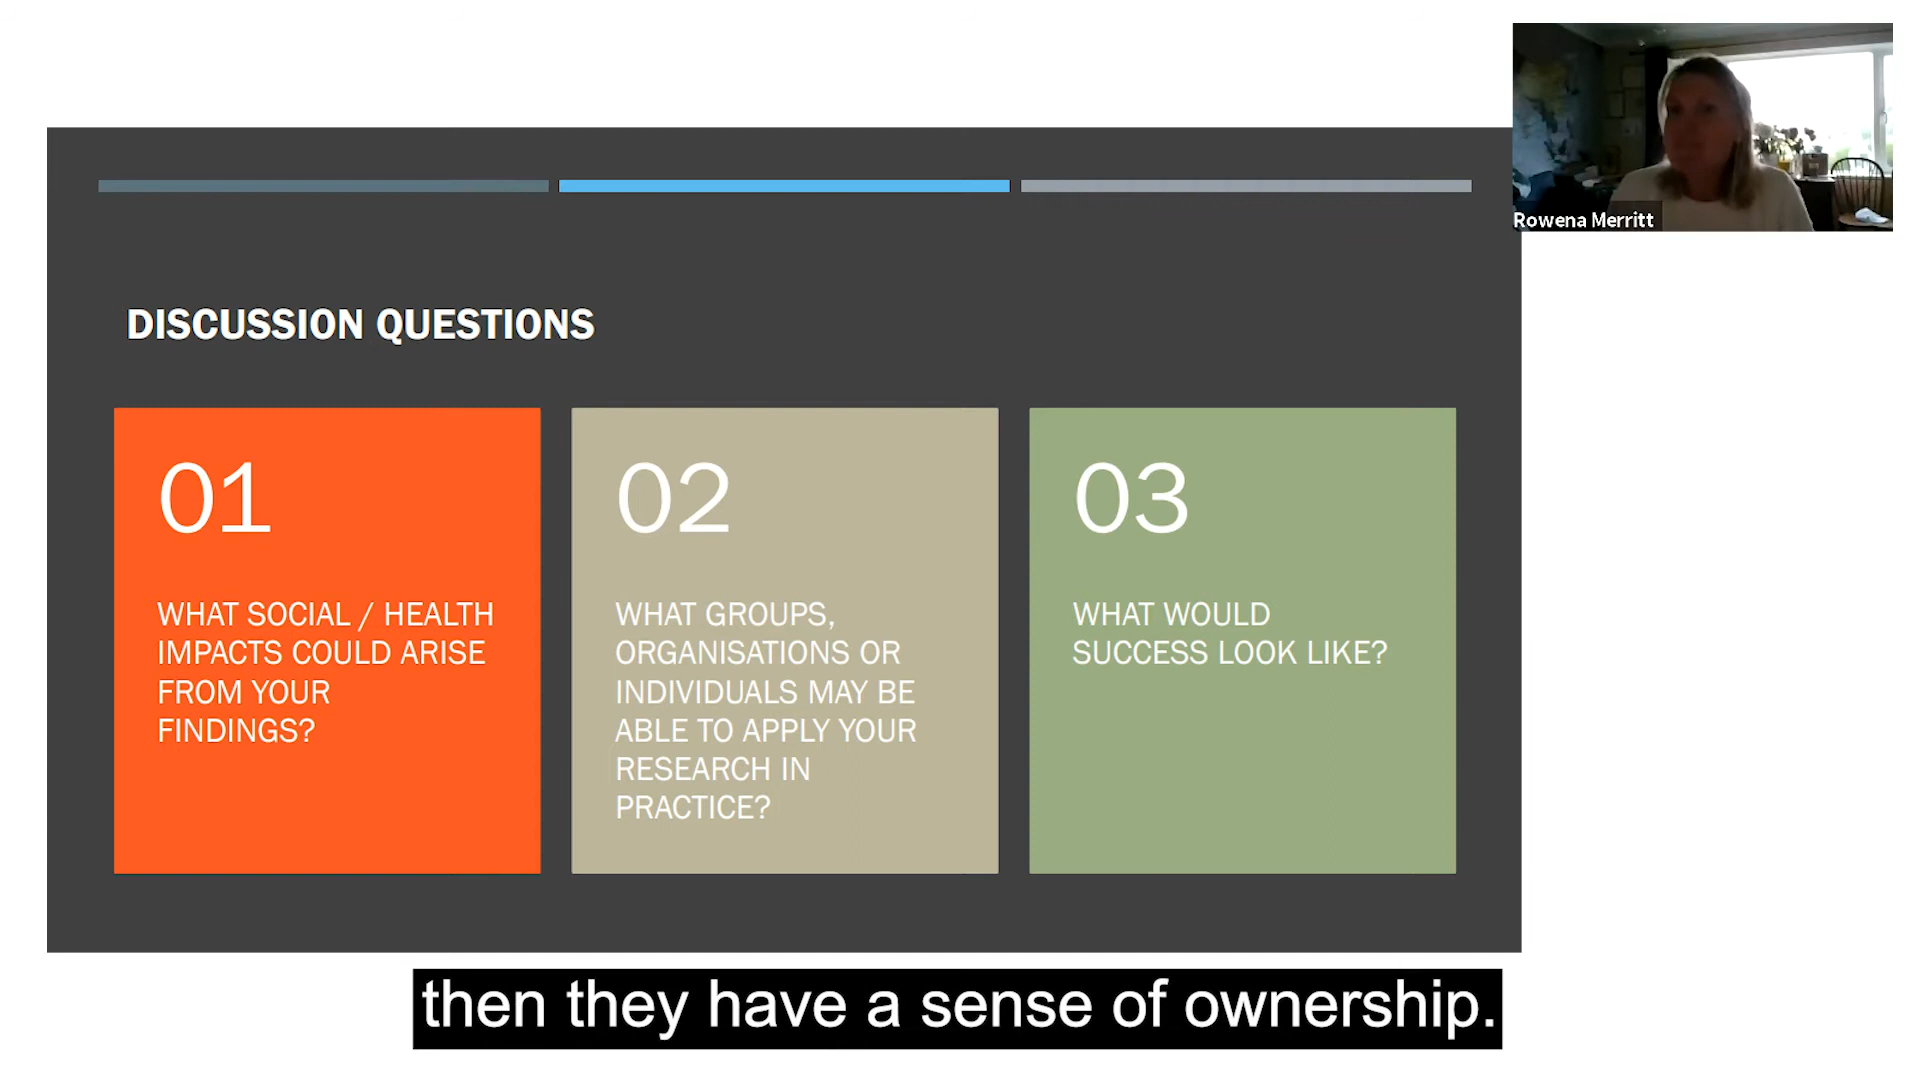 Rowena Merritt
DISCUSSION QUESTIONS
01
WHAT SOCIAL / HEALTH
IMPACTS COULD ARISE
FROM YOUR
FINDINGS?
02
WHAT GROUPS,
ORGANISATIONS OR
INDIVIDUALS MAY BE
ABLE TO APPLY YOUR
RESEARCH IN
PRACTICE?
03
WHAT WOULD
SUCCESS LOOK LIKE?
then they have a sense of ownership.